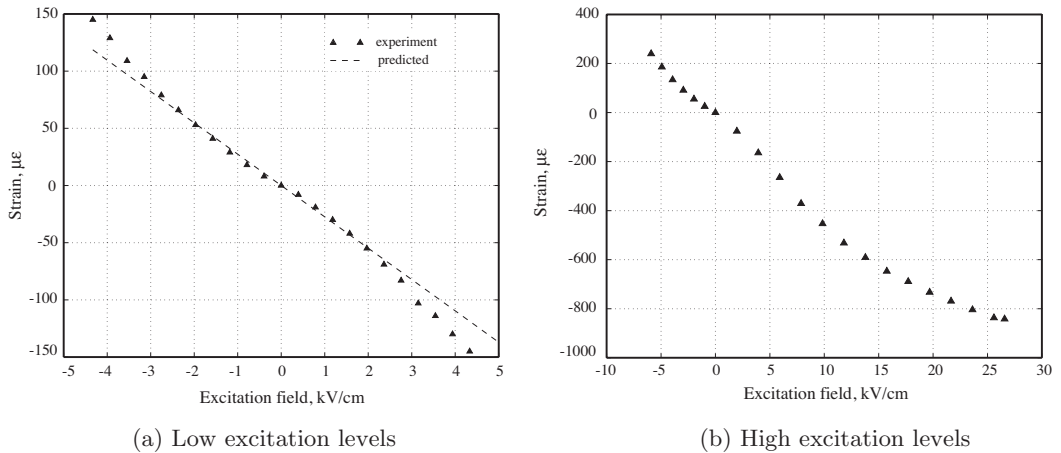 150
100
50
0
-50
-100
-150
-5 -4 -3 -2 -1 0 1 2 3 4 5
Strain, με
Excitation field, kV/cm
experiment
predicted
(a) Low excitation levels
400
200
0
-200
-400
-600
-800
-1000
-10 -5 0 5 10 15 20 25 30
Strain, με
Excitation field, kV/cm
(b) High excitation levels